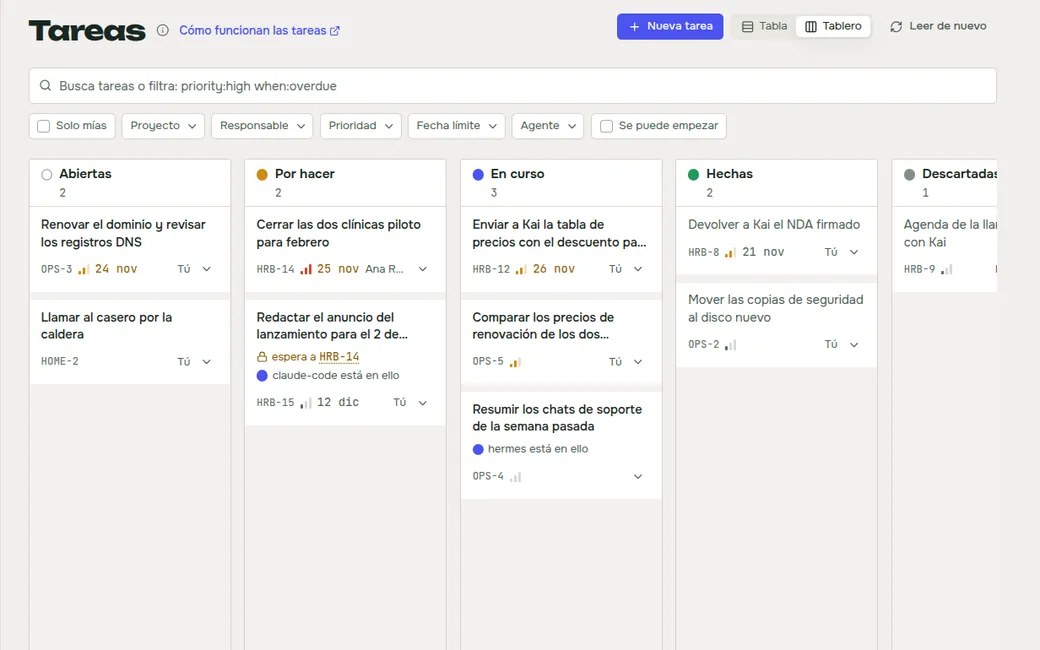 Tareas
Cómo funcionan las tareas
Nueva tarea
Tabla
Tablero
Leer de nuevo
Busca tareas o filtra: priority:high when:overdue
Solo mías
Proyecto
Responsable
Prioridad
Fecha límite
Agente
Se puede empezar
Abiertas
2
Renovar el dominio y revisar
los registros DNS
OPS-3 24 nov Tú
Llamar al casero por la
caldera
HOME-2 Tú
Por hacer
2
Cerrar las dos clínicas piloto
para febrero
HRB-14 25 nov Ana R...
Redactar el anuncio del
lanzamiento para el 2 de...
espera a HRB-14
claude-code está en ello
HRB-15 12 dic Tú
En curso
3
Enviar a Kai la tabla de
precios con el descuento pa...
HRB-12 26 nov Tú
Comparar los precios de
renovación de los dos...
OPS-5 Tú
Resumir los chats de soporte
de la semana pasada
hermes está en ello
OPS-4
Hechas
2
Devolver a Kai el NDA firmado
HRB-8 21 nov Tú
Mover las copias de seguridad
al disco nuevo
OPS-2 Tú
Descartadas
1
Agenda de la
con Kai
HRB-9